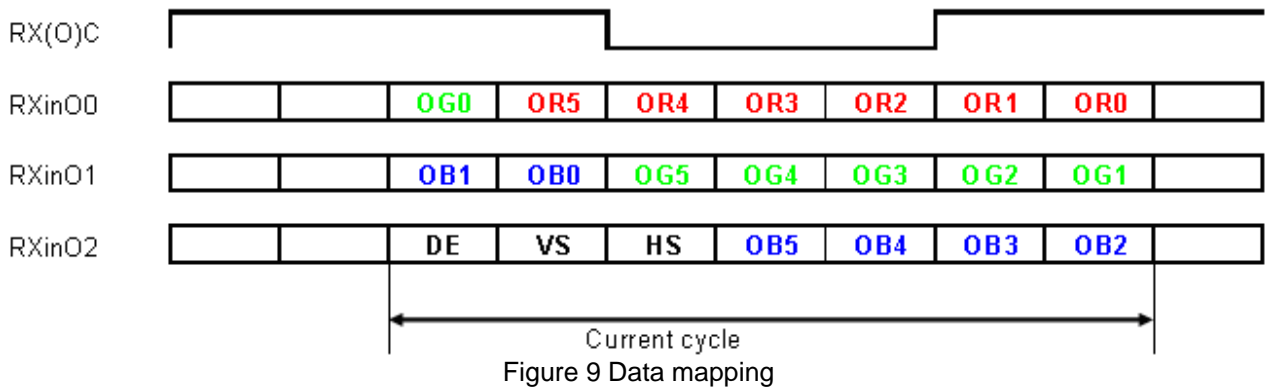 RX(O)C
RXinO0 OG0 OR5 OR4 OR3 OR2 OR1 OR0
RXinO1 OB1 OB0 OG5 OG4 OG3 OG2 OG1
RXinO2 DE VS HS OB5 OB4 OB3 OB2
Current cycle
Figure 9 Data mapping